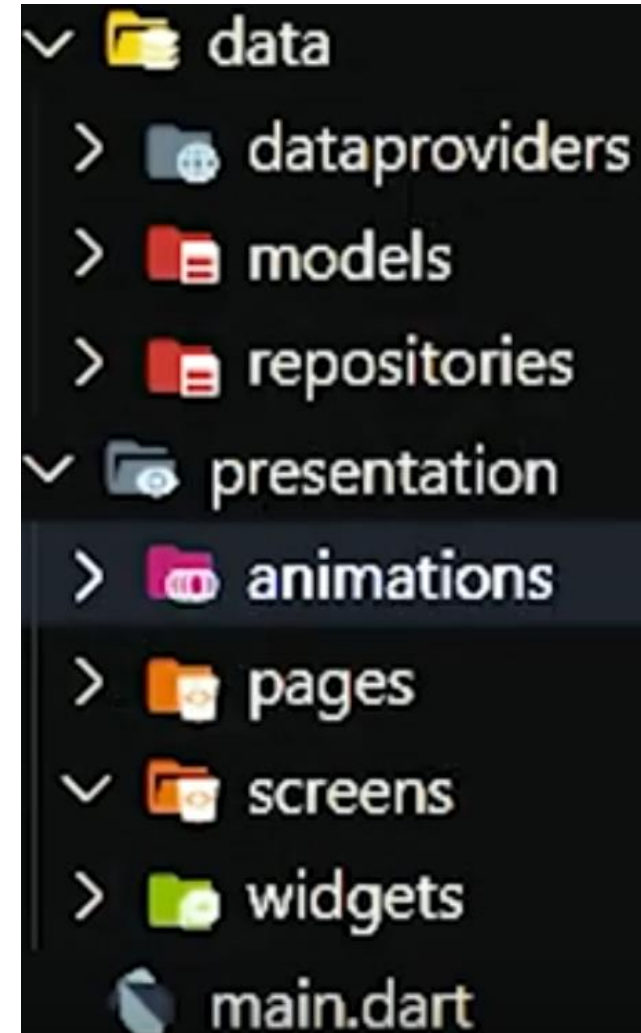 data
dataproviders
models
repositories
presentation
animations
pages
screens
widgets
main.dart